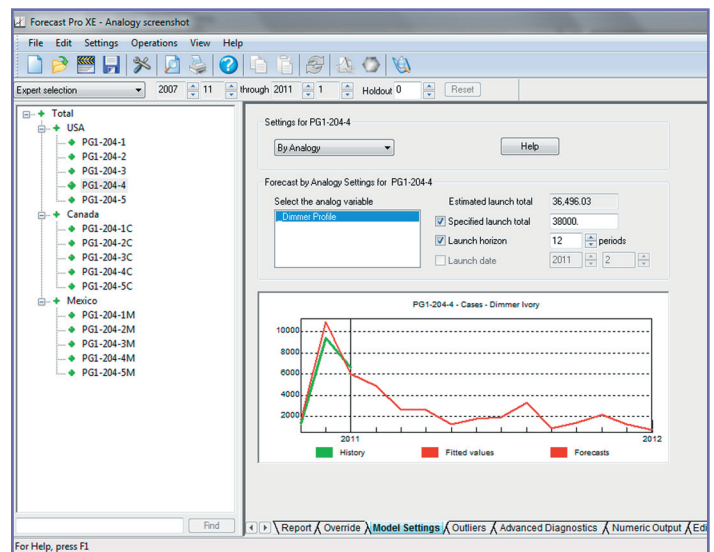 Forecast Pro XE - Analogy screenshot
File Edit Settings Operations View Help
Expert selection 2007 11 through 2011 1 Holdout 0 Reset
Total
USA
PG1-204-1
PG1-204-2
PG1-204-3
PG1-204-4
PG1-204-5
Canada
PG1-204-1C
PG1-204-2C
PG1-204-3C
PG1-204-4C
PG1-204-5C
Mexico
PG1-204-1M
PG1-204-2M
PG1-204-3M
PG1-204-4M
PG1-204-5M
Find
Settings for PG1-204-4
By Analogy Help
Forecast by Analogy Settings for PG1-204-4
Select the analog variable
_Dimmer Profile
Estimated launch total 36,496.03
Specified launch total 38000.
Launch horizon 12 periods
Launch date 2011 2
PG1-204-4 - Cases - Dimmer Ivory
10000
8000
6000
4000
2000
2011 2012
History Fitted values Forecasts
Report Override Model Settings Outliers Advanced Diagnostics Numeric Output Edi
For Help, press F1